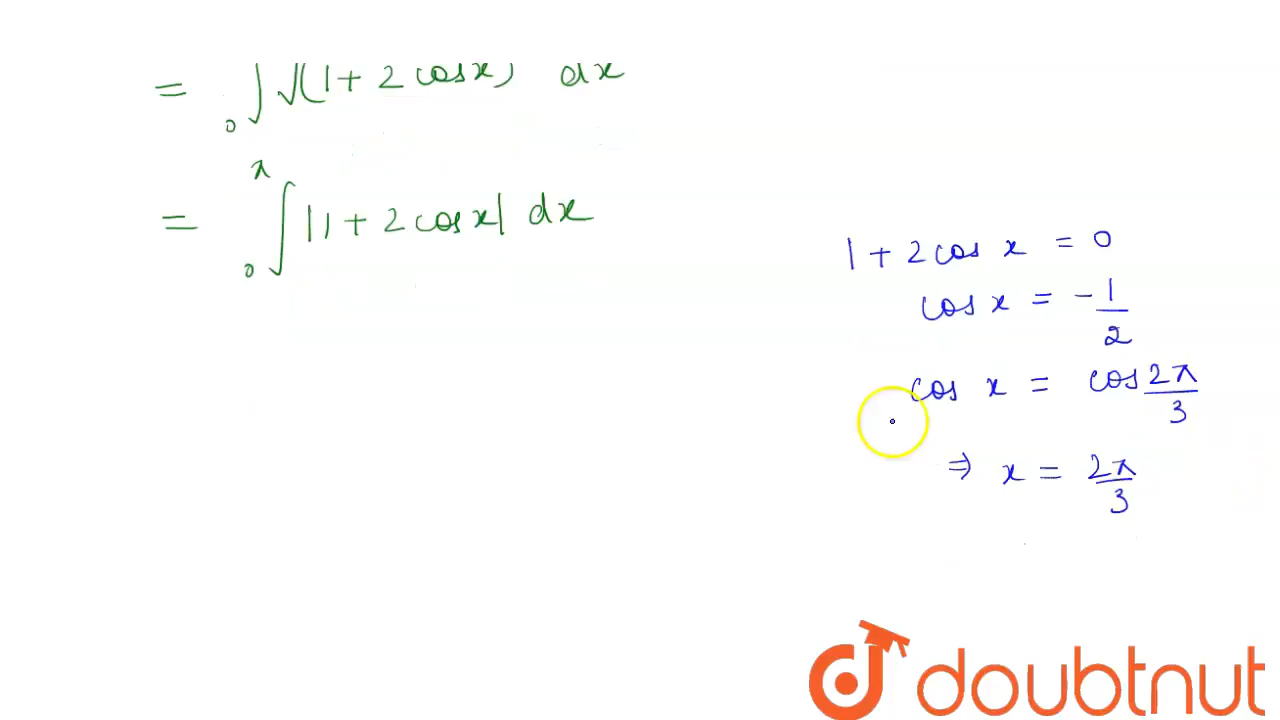 = 0∫ √(1 + 2 cos x) dx
π
= 0∫ |1 + 2 cos x| dx
1 + 2 cos x = 0
cos x = - 1/2
cos x = cos 2π/3
⇒ x = 2π/3
doubtnut